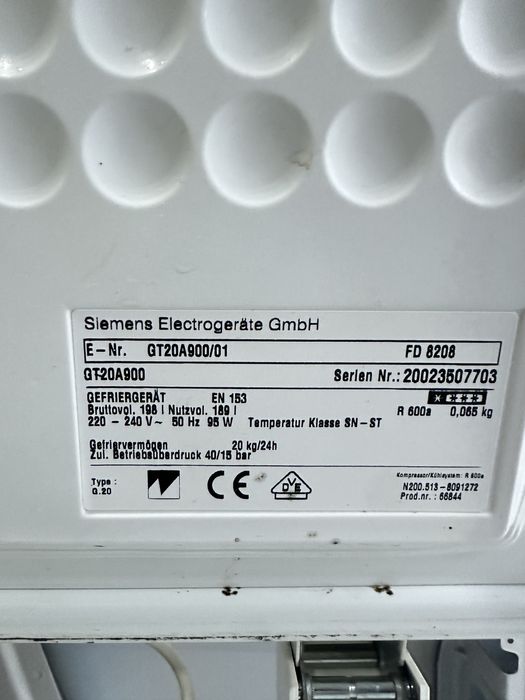 Siemens Electrogeräte GmbH
E-Nr. GT20A900/01 FD 8208
GT20A900 Serien Nr.: 20023507703
GEFRIERGERÄT EN 153
Bruttovol. 198 l Nutzvol. 189 l R 600a 0,065 kg
220 - 240 V~ 50 Hz 95 W Temperatur Klasse SN-ST
Gefriervermögen 20 kg/24h
Zul. Betriebsüberdruck 40/15 bar
Type : Kompressor/Kühlsystem: R 600a
G.20 CE DVE N200.513-8091272
Prod.nr. : 66844